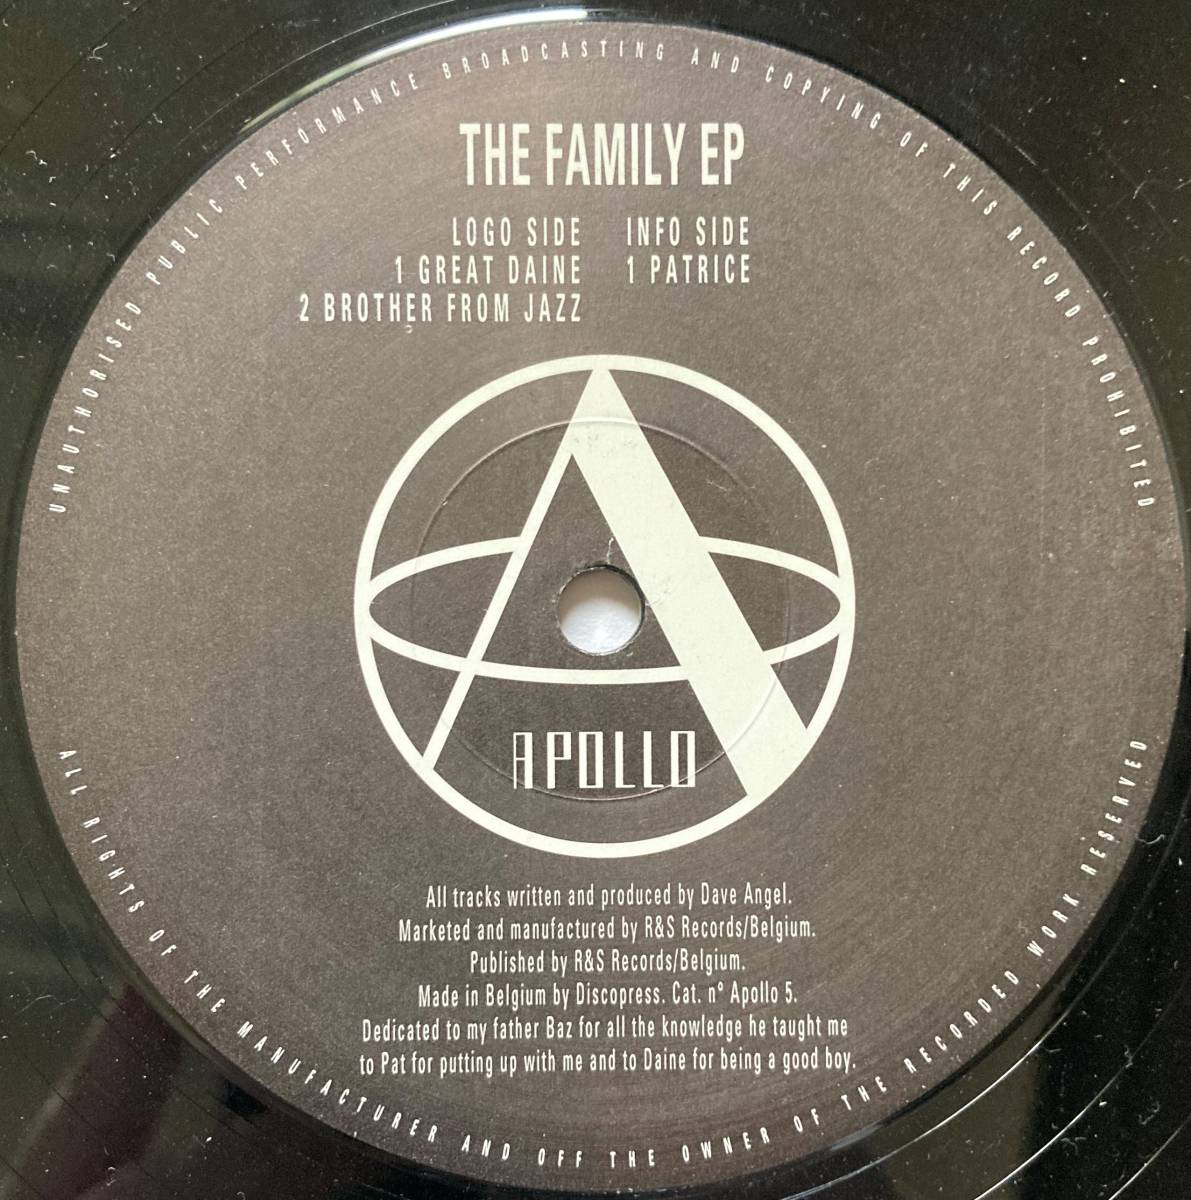 UNAUTHORISED PUBLIC PERFORMANCE BROADCASTING AND COPYING OF THIS RECORD PROHIBITED
THE FAMILY EP
LOGO SIDE
1 GREAT DAINE
2 BROTHER FROM JAZZ
INFO SIDE
1 PATRICE
APOLLO
All tracks written and produced by Dave Angel.
Marketed and manufactured by R&S Records/Belgium.
Published by R&S Records/Belgium.
Made in Belgium by Discopress. Cat. n° Apollo 5.
Dedicated to my father Baz for all the knowledge he taught me
to Pat for putting up with me and to Daine for being a good boy.
ALL RIGHTS OF THE MANUFACTURER AND OFF THE OWNER OF THE RECORDED WORK RESERVED